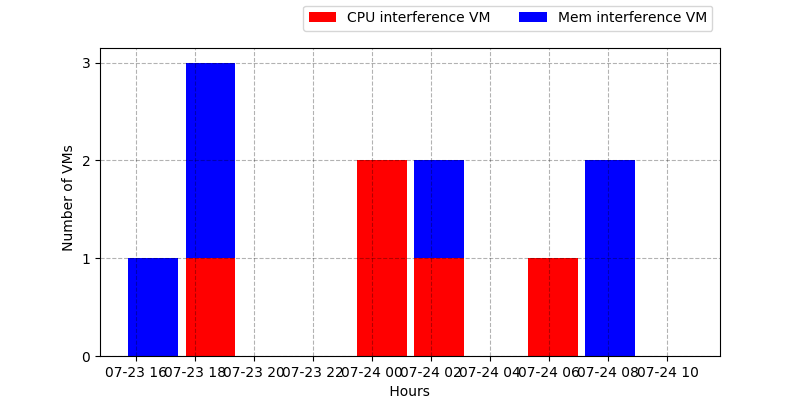 CPU interference VM Mem interference VM
3
2
1
0
Number of VMs
07-23 16 07-23 18 07-23 20 07-23 22 07-24 00 07-24 02 07-24 04 07-24 06 07-24 08 07-24 10
Hours